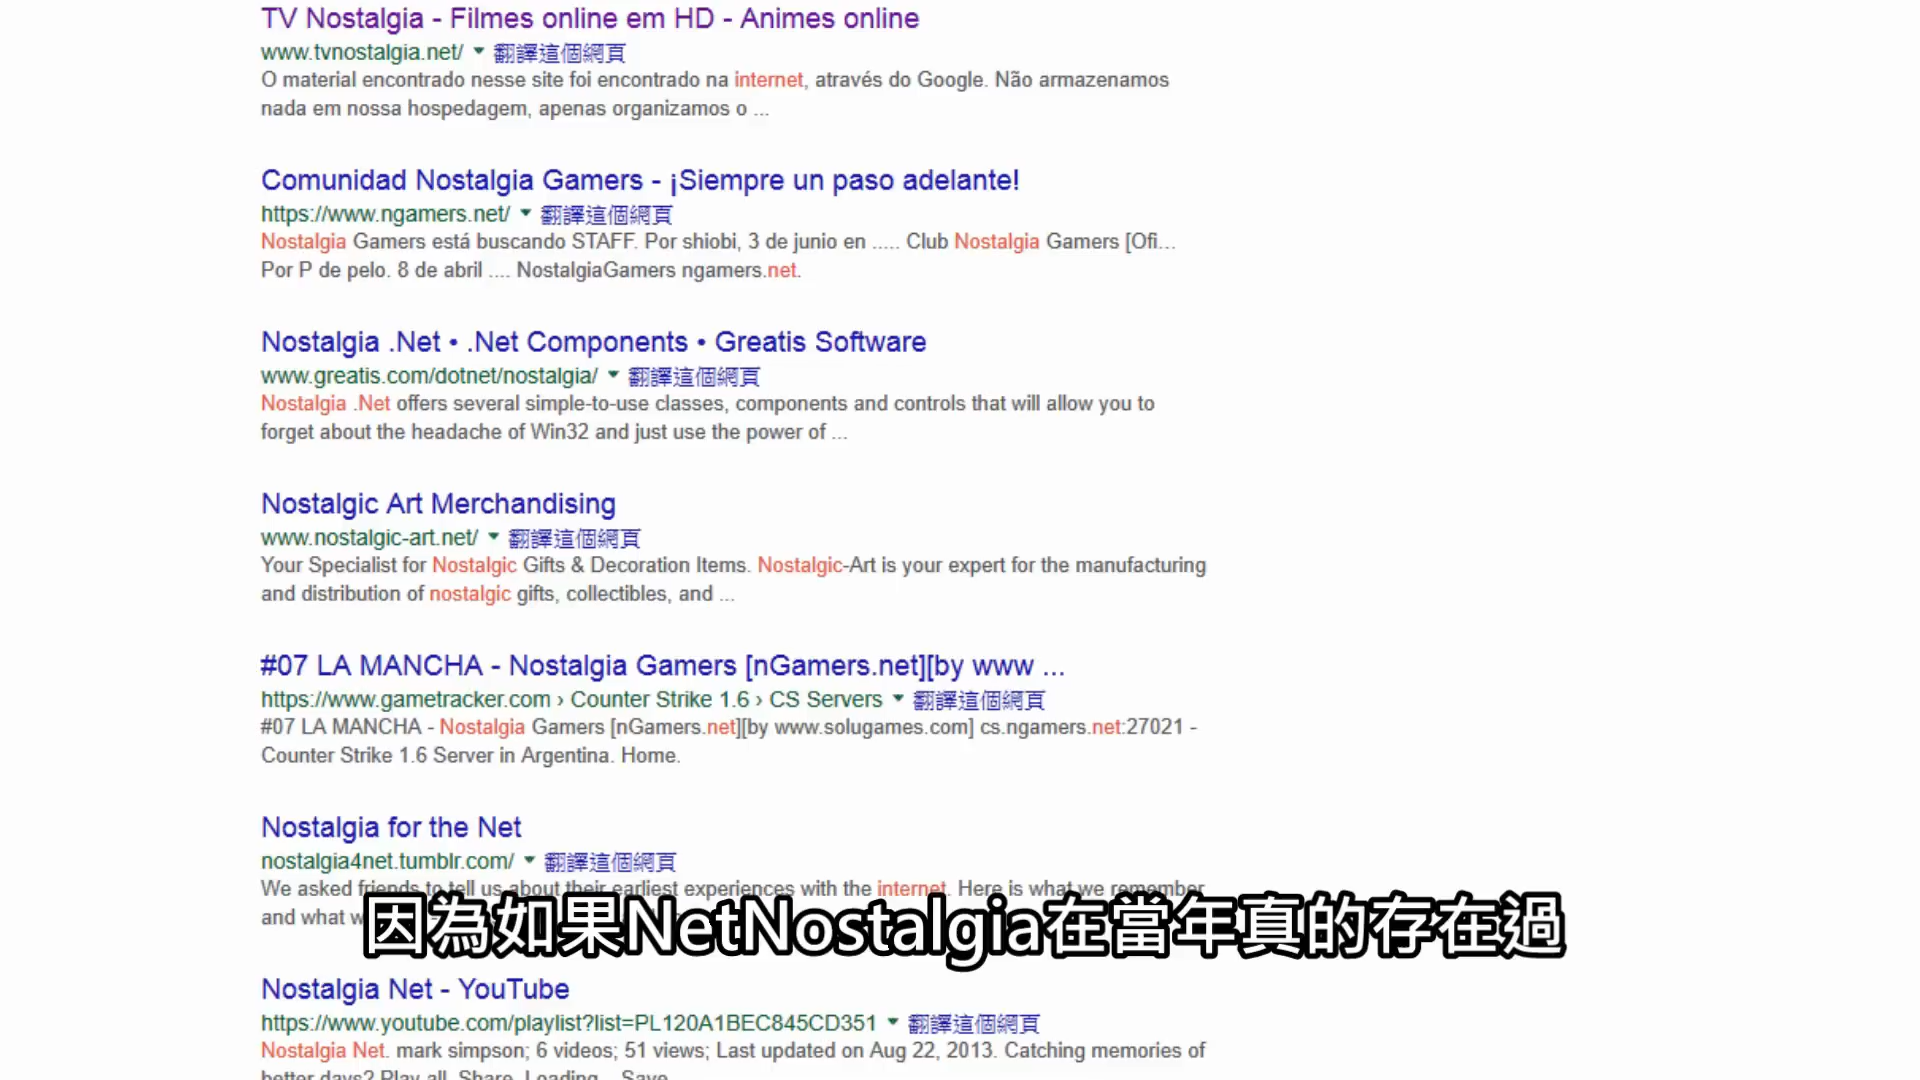 TV Nostalgia - Filmes online em HD - Animes online
www.tvnostalgia.net/ ▼ 翻譯這個網頁
O material encontrado nesse site foi encontrado na internet, através do Google. Não armazenamos
nada em nossa hospedagem, apenas organizamos o ...
Comunidad Nostalgia Gamers - ¡Siempre un paso adelante!
https://www.ngamers.net/ ▼ 翻譯這個網頁
Nostalgia Gamers está buscando STAFF. Por shiobi, 3 de junio en ..... Club Nostalgia Gamers [Ofi...
Por P de pelo. 8 de abril .... NostalgiaGamers ngamers.net.
Nostalgia .Net • .Net Components • Greatis Software
www.greatis.com/dotnet/nostalgia/ ▼ 翻譯這個網頁
Nostalgia .Net offers several simple-to-use classes, components and controls that will allow you to
forget about the headache of Win32 and just use the power of ...
Nostalgic Art Merchandising
www.nostalgic-art.net/ ▼ 翻譯這個網頁
Your Specialist for Nostalgic Gifts & Decoration Items. Nostalgic-Art is your expert for the manufacturing
and distribution of nostalgic gifts, collectibles, and ...
#07 LA MANCHA - Nostalgia Gamers [nGamers.net][by www ...
https://www.gametracker.com › Counter Strike 1.6 › CS Servers ▼ 翻譯這個網頁
#07 LA MANCHA - Nostalgia Gamers [nGamers.net][by www.solugames.com] cs.ngamers.net:27021 -
Counter Strike 1.6 Server in Argentina. Home.
Nostalgia for the Net
nostalgia4net.tumblr.com/ ▼ 翻譯這個網頁
We asked friends to tell us about their earliest experiences with the internet. Here is what we remember
and what
因為如果NetNostalgia在當年真的存在過
Nostalgia Net - YouTube
https://www.youtube.com/playlist?list=PL120A1BEC845CD351 ▼ 翻譯這個網頁
Nostalgia Net. mark simpson; 6 videos; 51 views; Last updated on Aug 22, 2013. Catching memories of
better days? Play all. Share. Loading... Save.